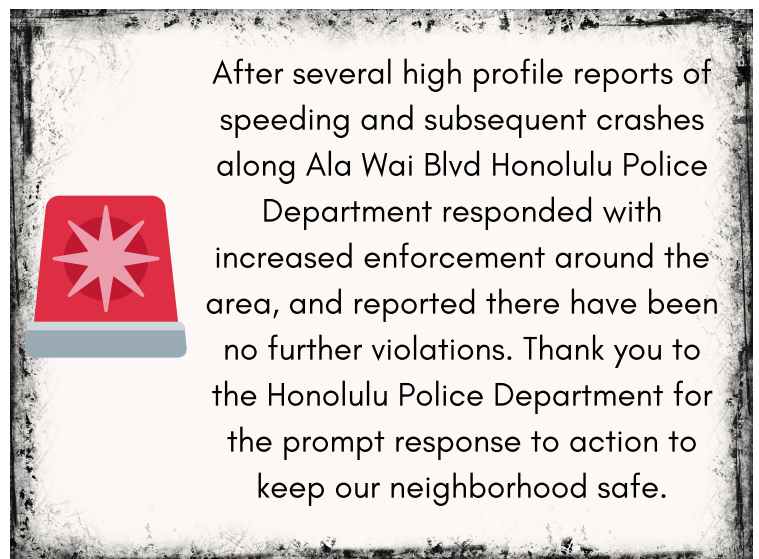 After several high profile reports of
speeding and subsequent crashes
along Ala Wai Blvd Honolulu Police
Department responded with
increased enforcement around the
area, and reported there have been
no further violations. Thank you to
the Honolulu Police Department for
the prompt response to action to
keep our neighborhood safe.